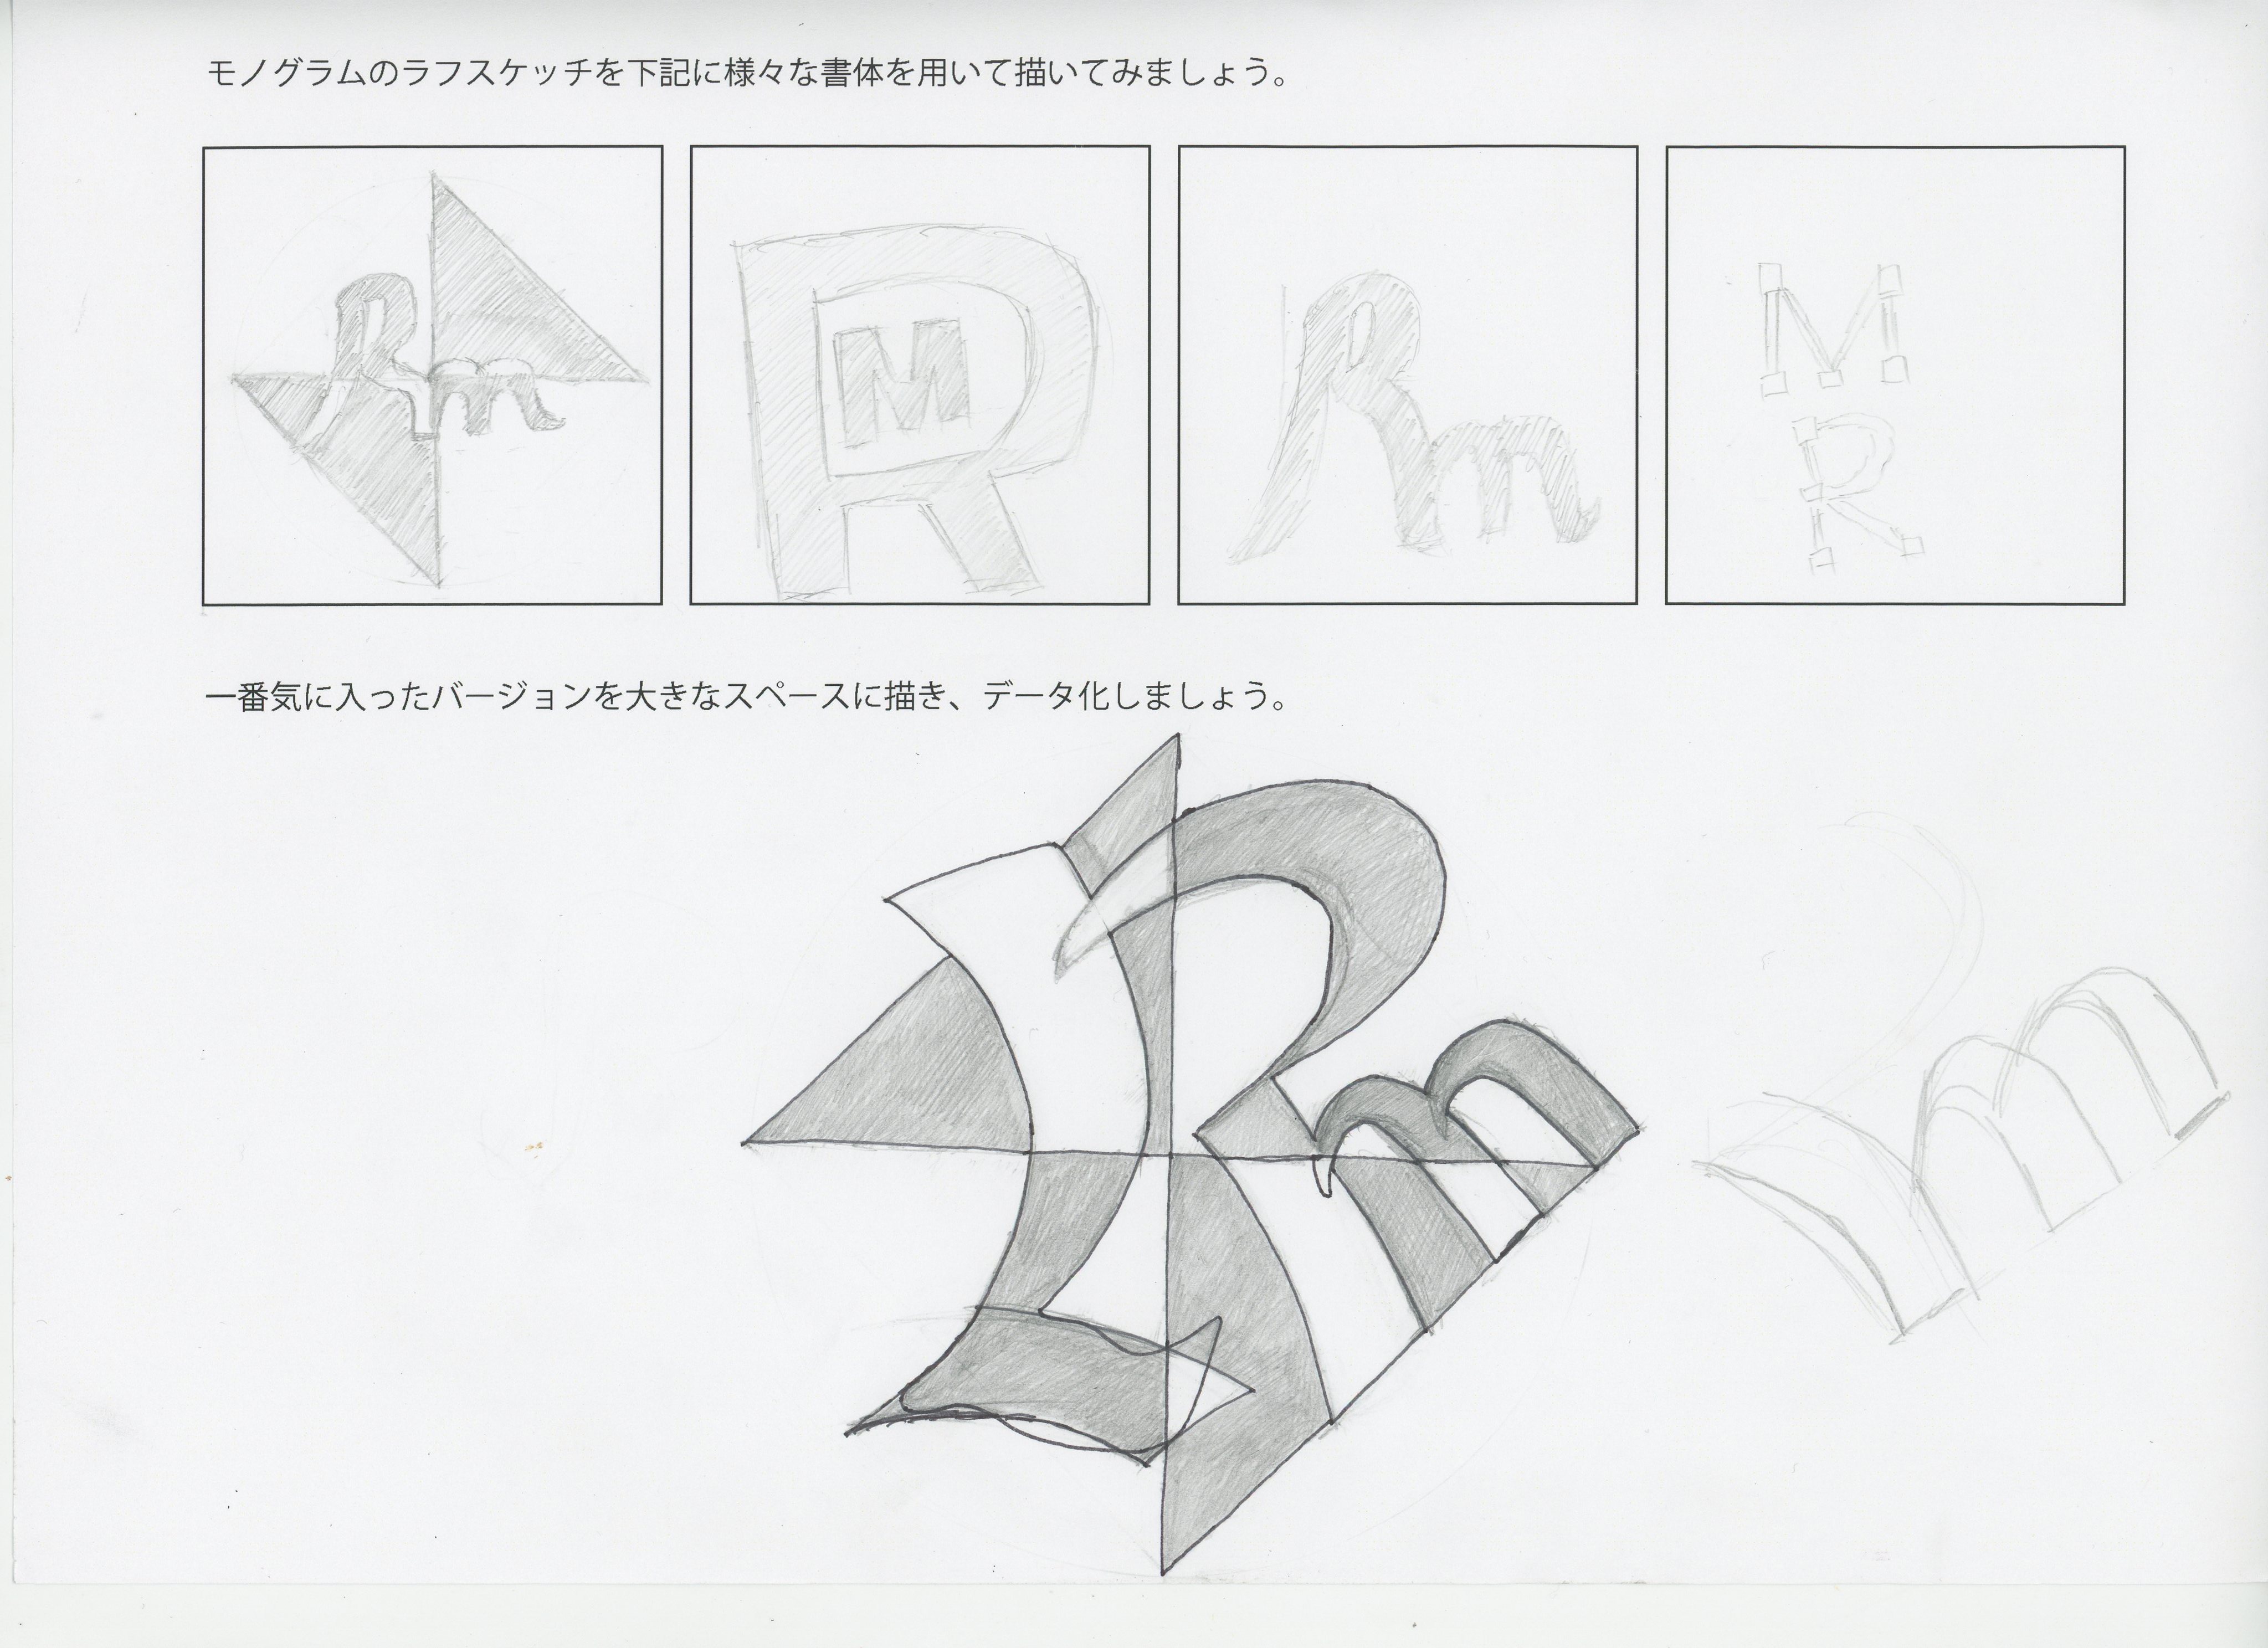 モノグラムのラフスケッチを下記に様々な書体を用いて描いてみましょう。
Rm
R
M
Rm
M
R
一番気に入ったバージョンを大きなスペースに描き、データ化しましょう。
Rm
m